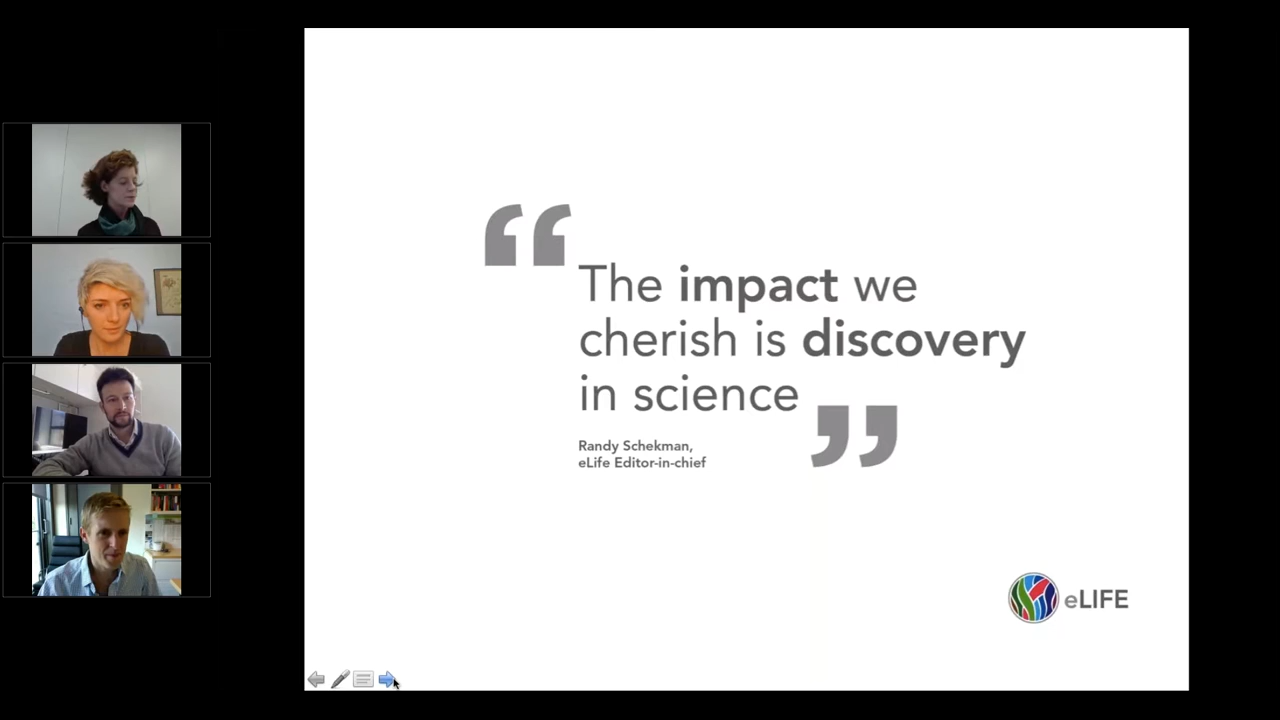 “The impact we
cherish is discovery
in science”
Randy Schekman,
eLife Editor-in-chief
eLIFE